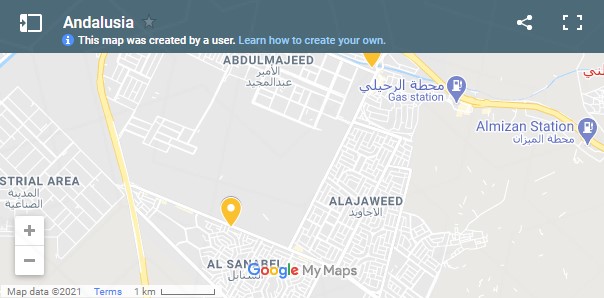 Andalusia
This map was created by a user. Learn how to create your own.
ABDULMAJEED
الأمير
عبدالمجيد
محطة الرحيلي
Gas station
Almizan Station
محطة الميزان
STRIAL AREA
المدينة
الصناعية
ALAJAWEED
الأجاويد
AL SANABEL
السنابل
Google My Maps
Map data ©2021 Terms 1 km